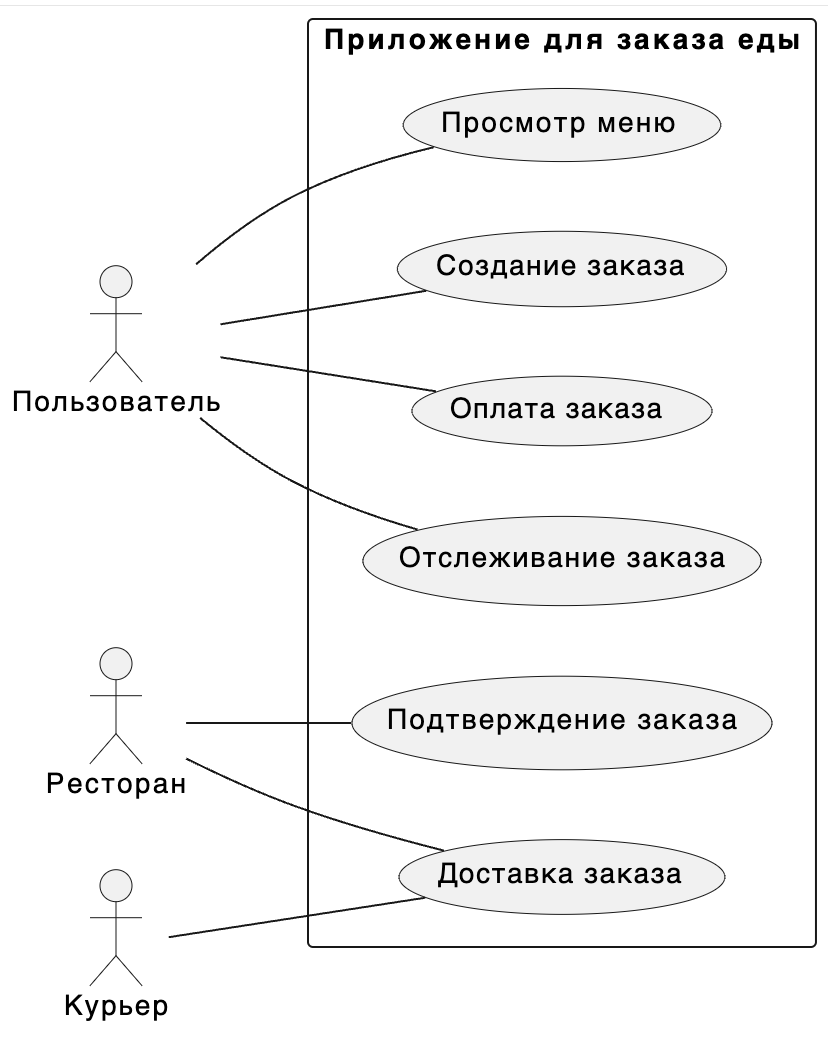 Приложение для заказа еды
Просмотр меню
Создание заказа
Пользователь
Оплата заказа
Отслеживание заказа
Подтверждение заказа
Ресторан
Доставка заказа
Курьер